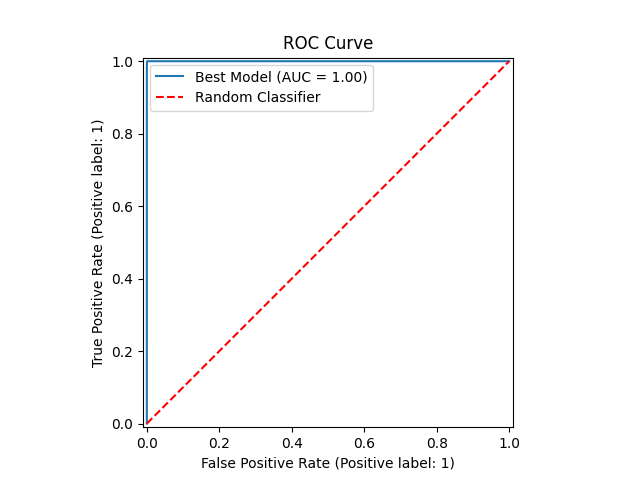 ROC Curve
Best Model (AUC = 1.00)
Random Classifier
True Positive Rate (Positive label: 1)
1.0
0.8
0.6
0.4
0.2
0.0
0.0 0.2 0.4 0.6 0.8 1.0
False Positive Rate (Positive label: 1)